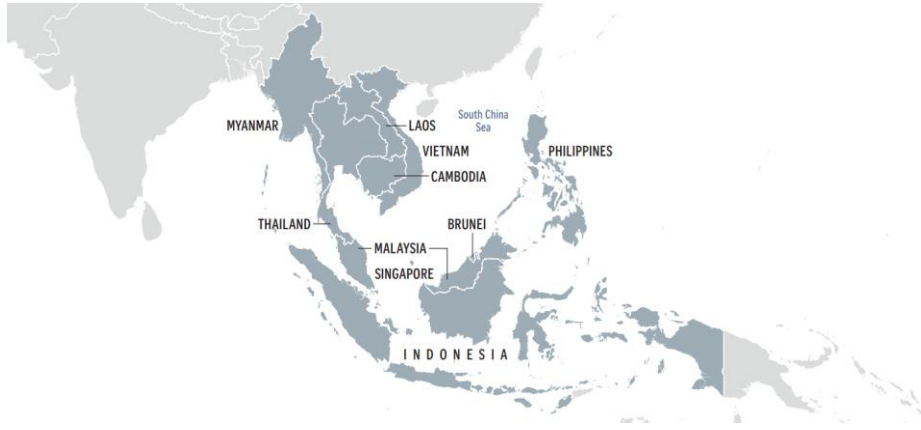 South China
Sea
MYANMAR
LAOS
VIETNAM
PHILIPPINES
CAMBODIA
THAILAND
BRUNEI
MALAYSIA
SINGAPORE
INDONESIA